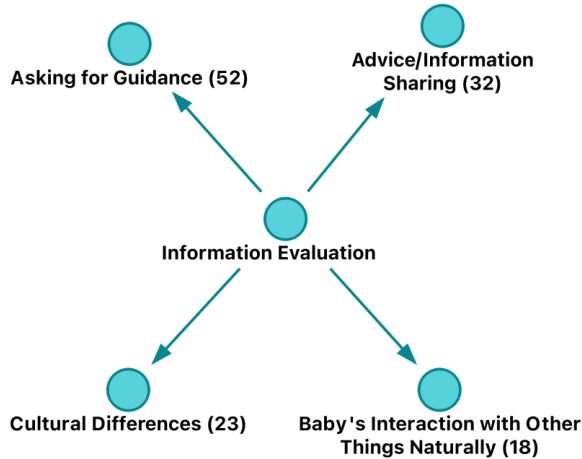 Asking for Guidance (52)
Advice/Information
Sharing (32)
Information Evaluation
Cultural Differences (23)
Baby's Interaction with Other
Things Naturally (18)